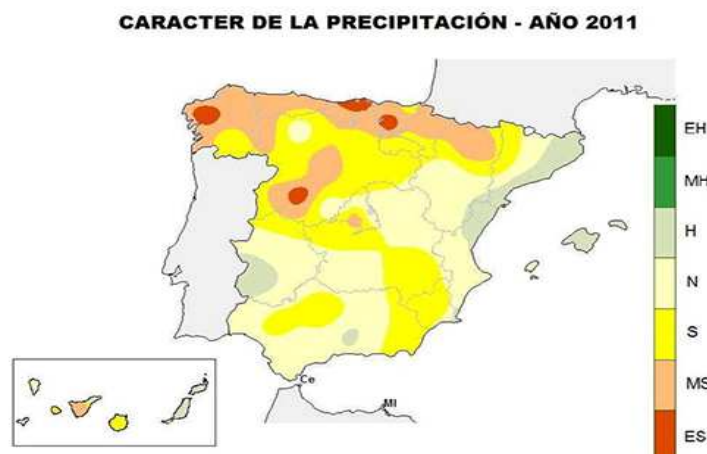 CARACTER DE LA PRECIPITACIÓN - AÑO 2011
EH
MH
H
N
S
MS
ES
Ce
Ml